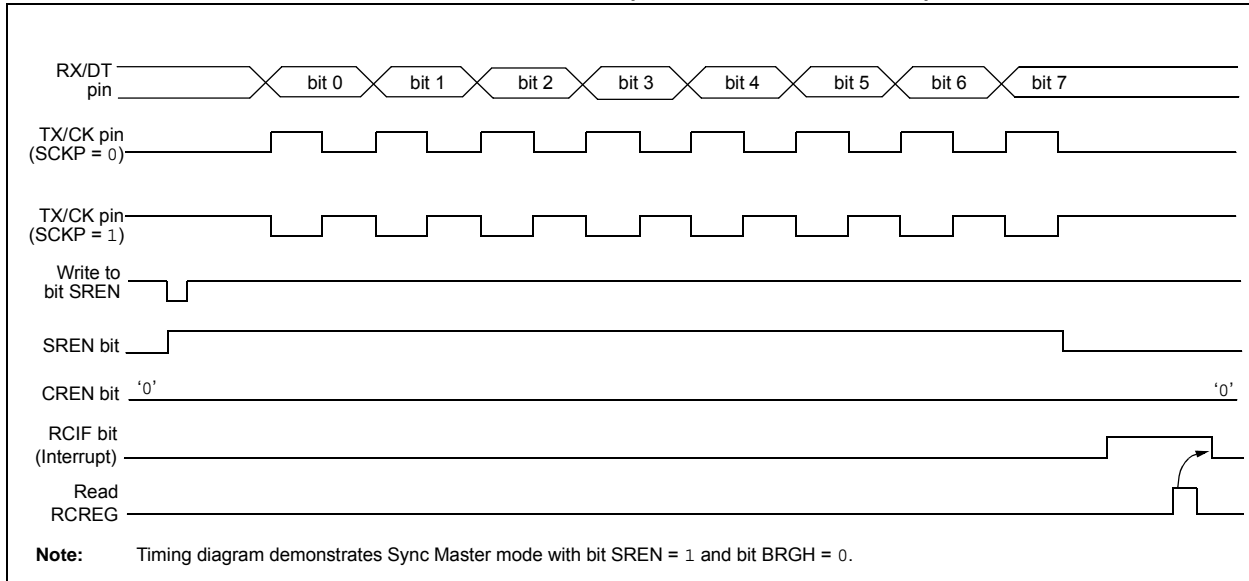 RX/DT
pin
bit 0 bit 1 bit 2 bit 3 bit 4 bit 5 bit 6 bit 7
TX/CK pin
(SCKP = 0)
TX/CK pin
(SCKP = 1)
Write to
bit SREN
SREN bit
CREN bit ‘0’ ‘0’
RCIF bit
(Interrupt)
Read
RCREG
Note: Timing diagram demonstrates Sync Master mode with bit SREN = 1 and bit BRGH = 0.